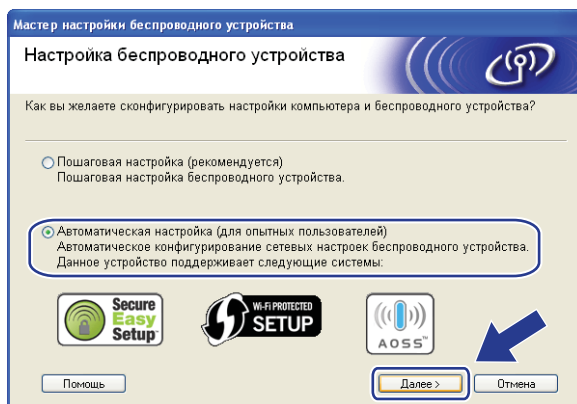 Мастер настройки беспроводного устройства
Настройка беспроводного устройства
Как вы желаете сконфигурировать настройки компьютера и беспроводного устройства?
Пошаговая настройка (рекомендуется)
Пошаговая настройка беспроводного устройства.
Автоматическая настройка (для опытных пользователей)
Автоматическое конфигурирование сетевых настроек беспроводного устройства.
Данное устройство поддерживает следующие системы:
Secure
Easy
Setup™
Wi-Fi PROTECTED
SETUP
AOSS™
Помощь
Далее >
Отмена